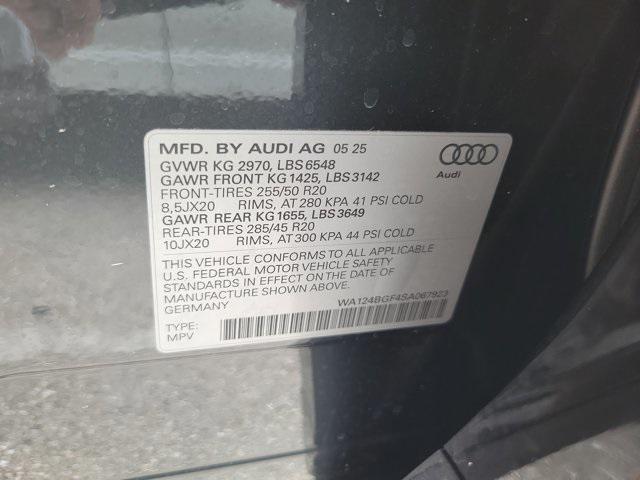 MFD. BY AUDI AG 05 25
GVWR KG 2970, LBS 6548
GAWR FRONT KG 1425, LBS 3142
FRONT-TIRES 255/50 R20
8,5JX20 RIMS, AT 280 KPA 41 PSI COLD
GAWR REAR KG 1655, LBS 3649
REAR-TIRES 285/45 R20
10JX20 RIMS, AT 300 KPA 44 PSI COLD
THIS VEHICLE CONFORMS TO ALL APPLICABLE
U.S. FEDERAL MOTOR VEHICLE SAFETY
STANDARDS IN EFFECT ON THE DATE OF
MANUFACTURE SHOWN ABOVE.
GERMANY
Audi
WA124BGF4SA067923
TYPE:
MPV